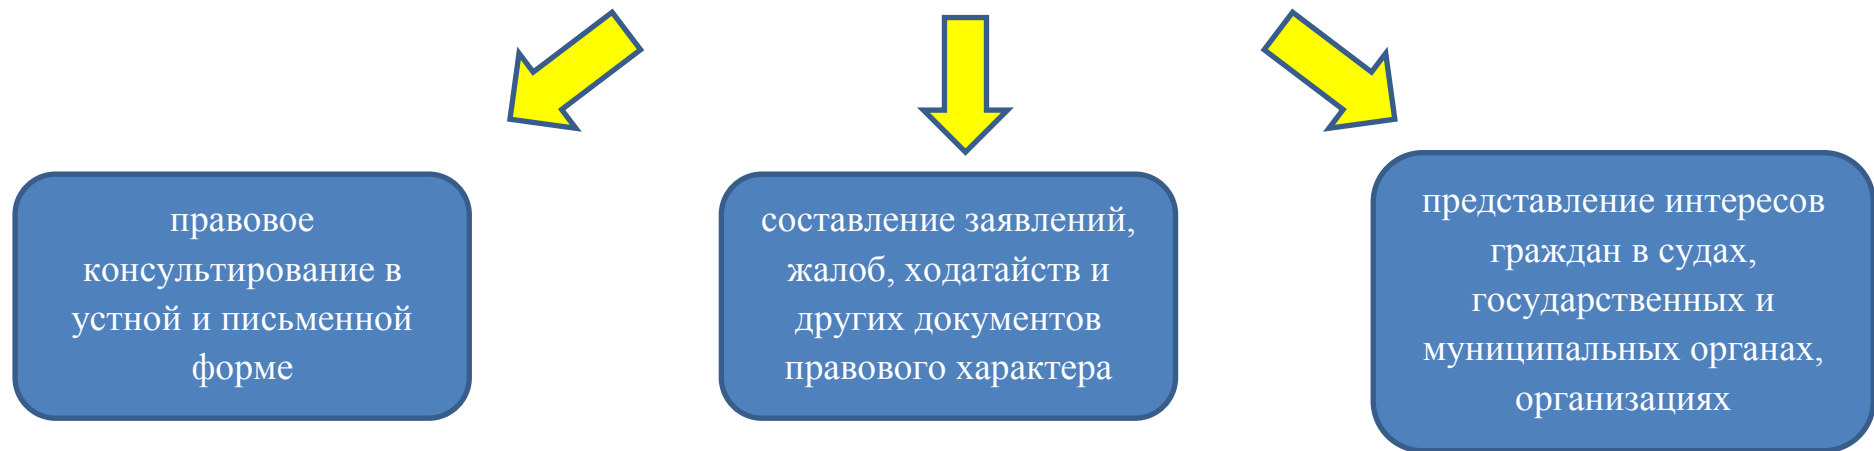 правовое
консультирование в
устной и письменной
форме
составление заявлений,
жалоб, ходатайств и
других документов
правового характера
представление интересов
граждан в судах,
государственных и
муниципальных органах,
организациях